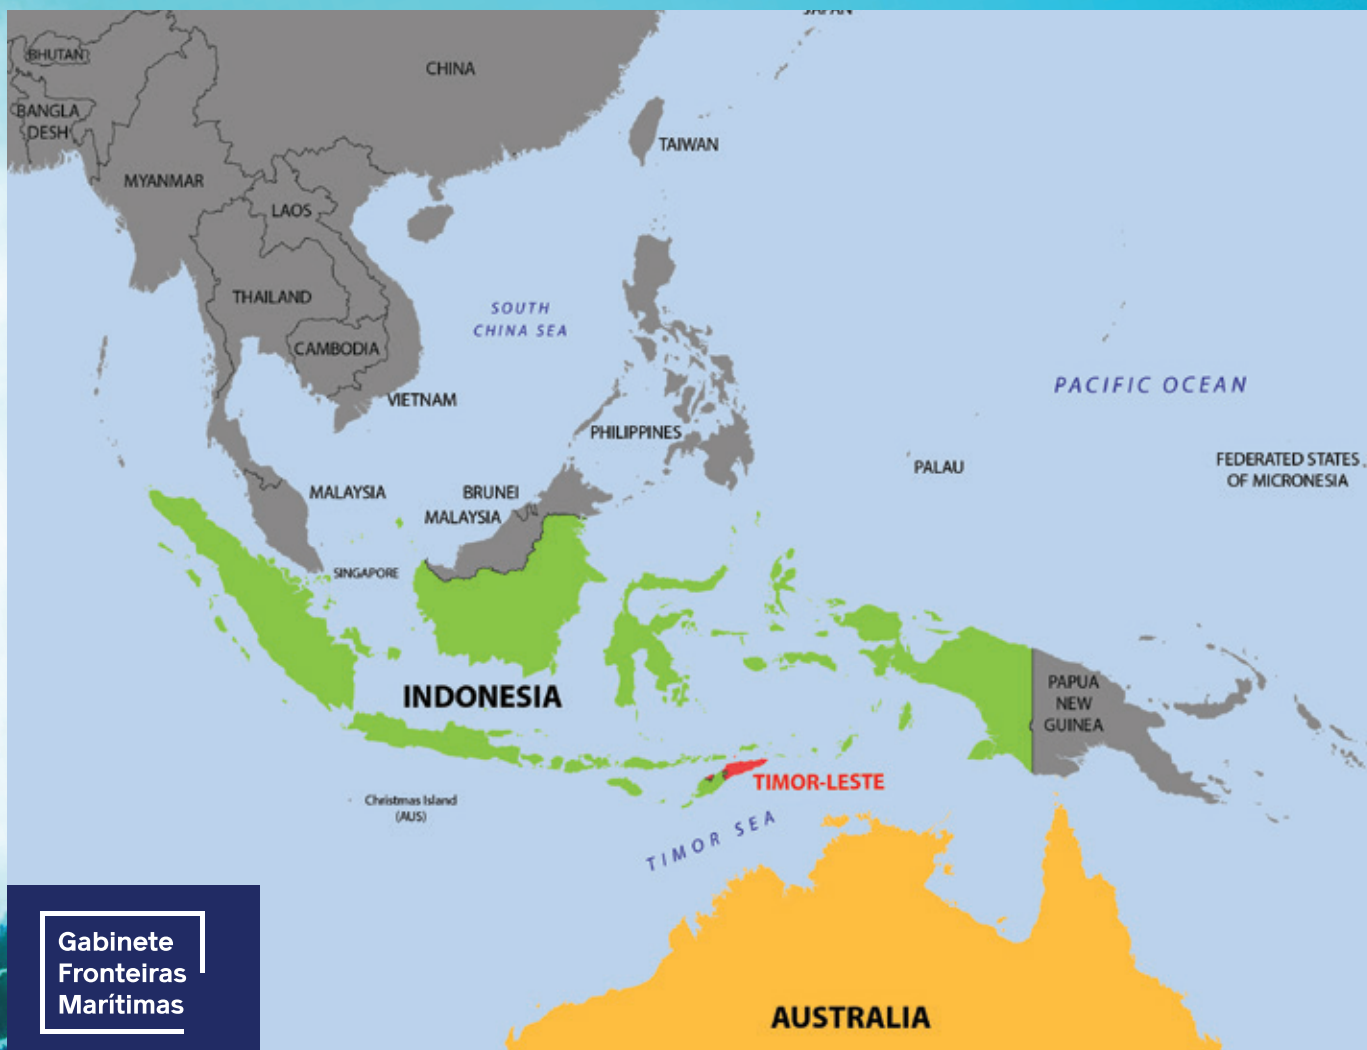 JAPAN
BHUTAN
CHINA
BANGLA
DESH
TAIWAN
MYANMAR
LAOS
THAILAND
SOUTH
CHINA SEA
CAMBODIA
PACIFIC OCEAN
VIETNAM
PHILIPPINES
PALAU
FEDERATED STATES
OF MICRONESIA
MALAYSIA
BRUNEI
MALAYSIA
SINGAPORE
INDONESIA
PAPUA
NEW
GUINEA
TIMOR-LESTE
Christmas Island
(AUS)
TIMOR SEA
Gabinete
Fronteiras
Marítimas
AUSTRALIA